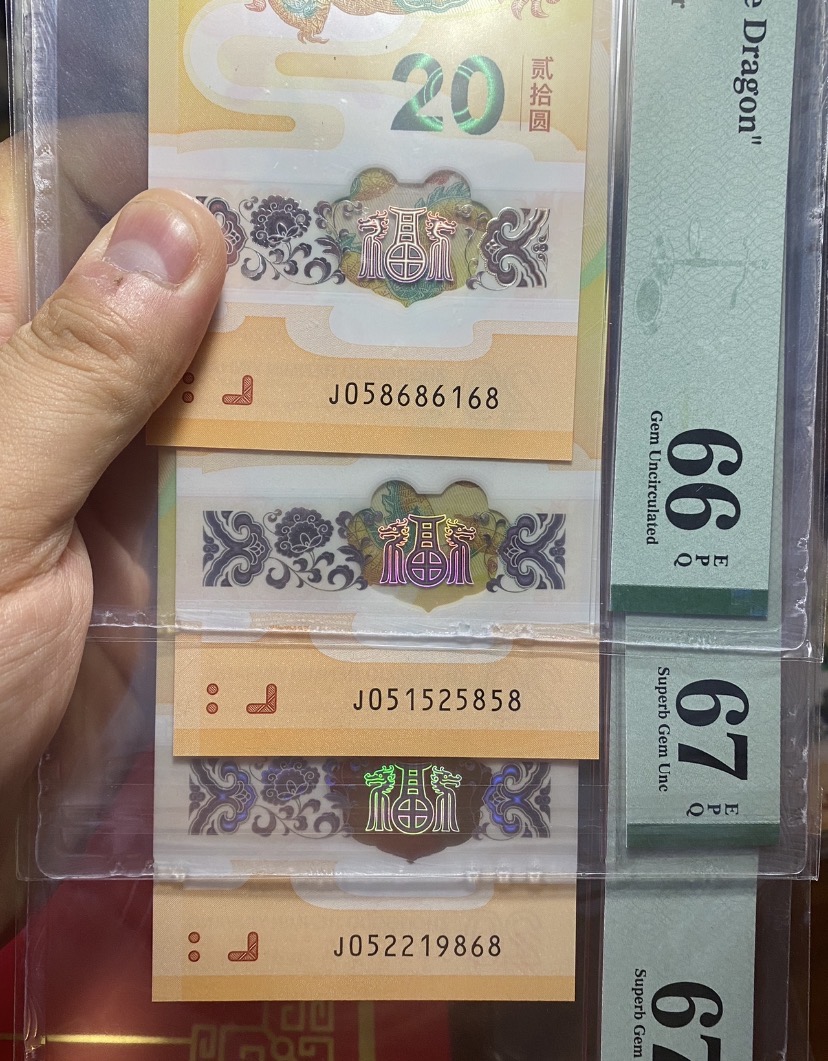 20
贰拾圆
J058686168
J051525858
J052219868
Dragon"
66
EPQ
Gem Uncirculated
67
EPQ
Superb Gem Unc
67
Superb Gem